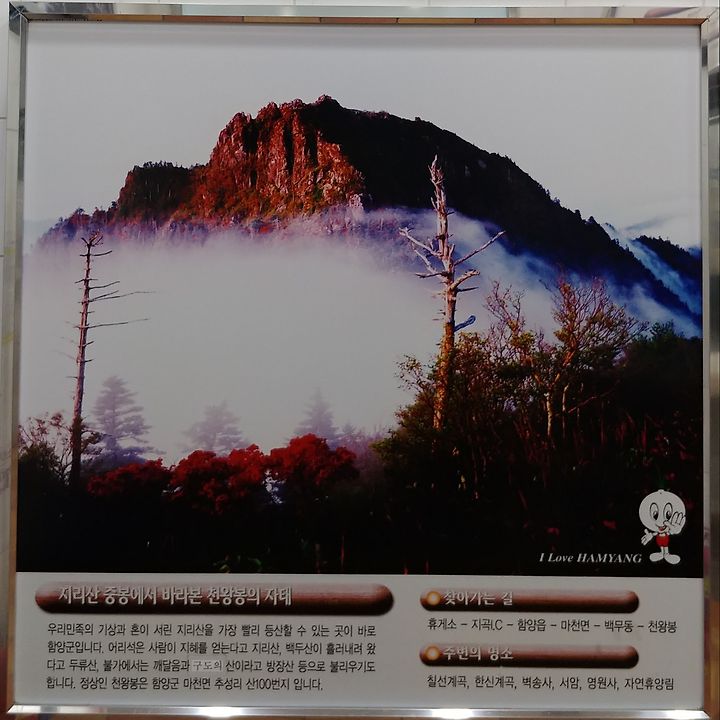 I Love HAMYANG
지리산 중봉에서 바라본 천왕봉의 자태
우리민족의 기상과 혼이 서린 지리산을 가장 빨리 등산할 수 있는 곳이 바로
함양군입니다. 어리석은 사람이 지혜를 얻는다고 지리산, 백두산이 흘러내려 왔
다고 두류산, 불가에서는 깨달음과 구도의 산이라고 방장산 등으로 불리우기도
합니다. 정상인 천왕봉은 함양군 마천면 추성리 산100번지 입니다.
찾아가는 길
휴게소 - 지곡I.C - 함양읍 - 마천면 - 백무동 - 천왕봉
주변의 명소
칠선계곡, 한신계곡, 벽송사, 서암, 영원사, 자연휴양림